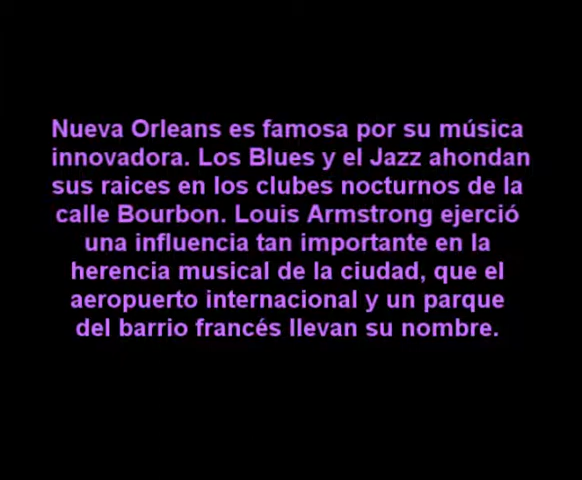 Nueva Orleans es famosa por su música
innovadora. Los Blues y el Jazz ahondan
sus raices en los clubes nocturnos de la
calle Bourbon. Louis Armstrong ejerció
una influencia tan importante en la
herencia musical de la ciudad, que el
aeropuerto internacional y un parque
del barrio francés llevan su nombre.